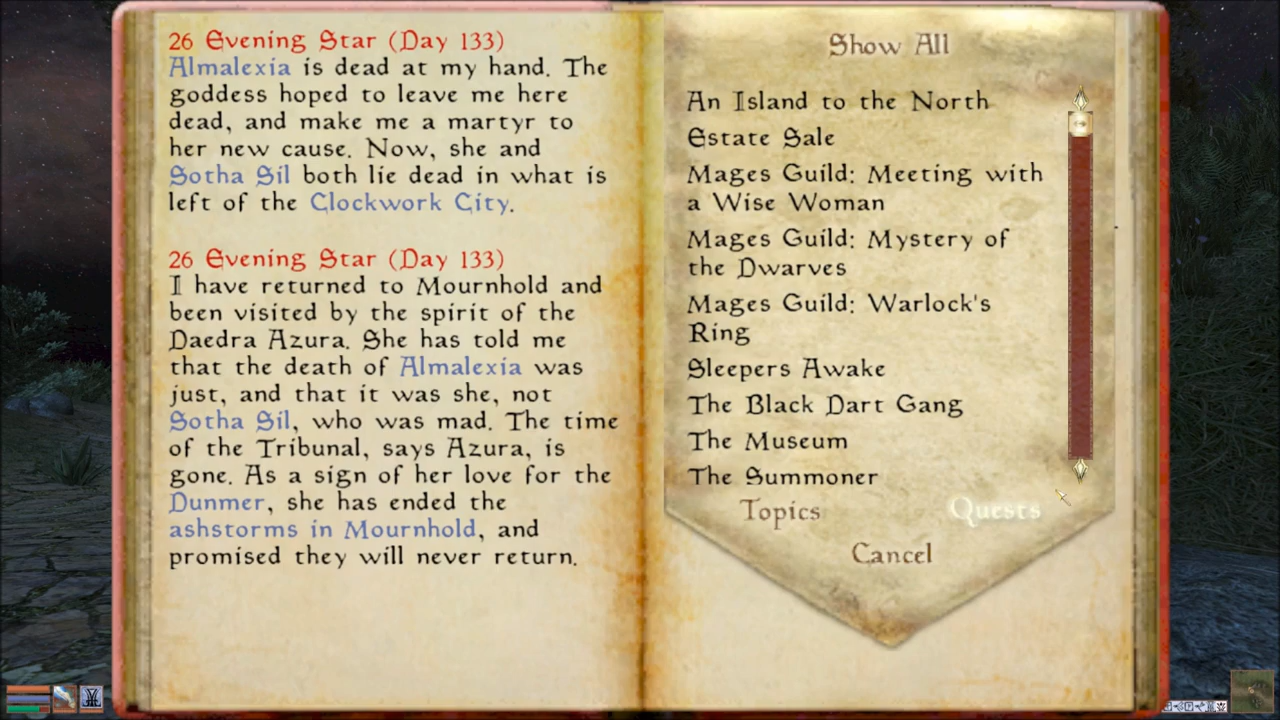 26 Evening Star (Day 133)
Almalexia is dead at my hand. The
goddess hoped to leave me here
dead, and make me a martyr to
her new cause. Now, she and
Sotha Sil both lie dead in what is
left of the Clockwork City.
26 Evening Star (Day 133)
I have returned to Mournhold and
been visited by the spirit of the
Daedra Azura. She has told me
that the death of Almalexia was
just, and that it was she, not
Sotha Sil, who was mad. The time
of the Tribunal, says Azura, is
gone. As a sign of her love for the
Dunmer, she has ended the
ashstorms in Mournhold, and
promised they will never return.
Show All
An Island to the North
Estate Sale
Mages Guild: Meeting with
a Wise Woman
Mages Guild: Mystery of
the Dwarves
Mages Guild: Warlock's
Ring
Sleepers Awake
The Black Dart Gang
The Museum
The Summoner
Topics
Quests
Cancel